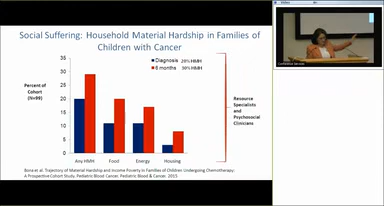 Social Suffering: Household Material Hardship in Families of
Children with Cancer
Percent of
Cohort
(N=99)
35
30
25
20
15
10
5
0
Diagnosis 20% HMH
6 months 30% HMH
Any HMH
Food
Energy
Housing
Resource
Specialists
and
Psychosocial
Clinicians
Bona et al. Trajectory of Material Hardship and Income Poverty in Families of Children Undergoing Chemotherapy:
A Prospective Cohort Study, Pediatric Blood Cancer, Pediatric Blood & Cancer 2015
Conference Services